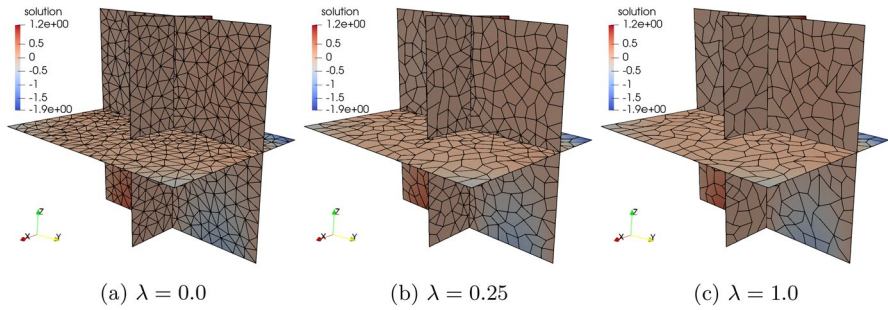 solution
1.2e+00
0.5
0
-0.5
-1
-1.5
-1.9e+00
Z
X
Y
(a) λ = 0.0
solution
1.2e+00
0.5
0
-0.5
-1
-1.5
-1.9e+00
Z
X
Y
(b) λ = 0.25
solution
1.2e+00
0.5
0
-0.5
-1
-1.5
-1.9e+00
Z
X
Y
(c) λ = 1.0